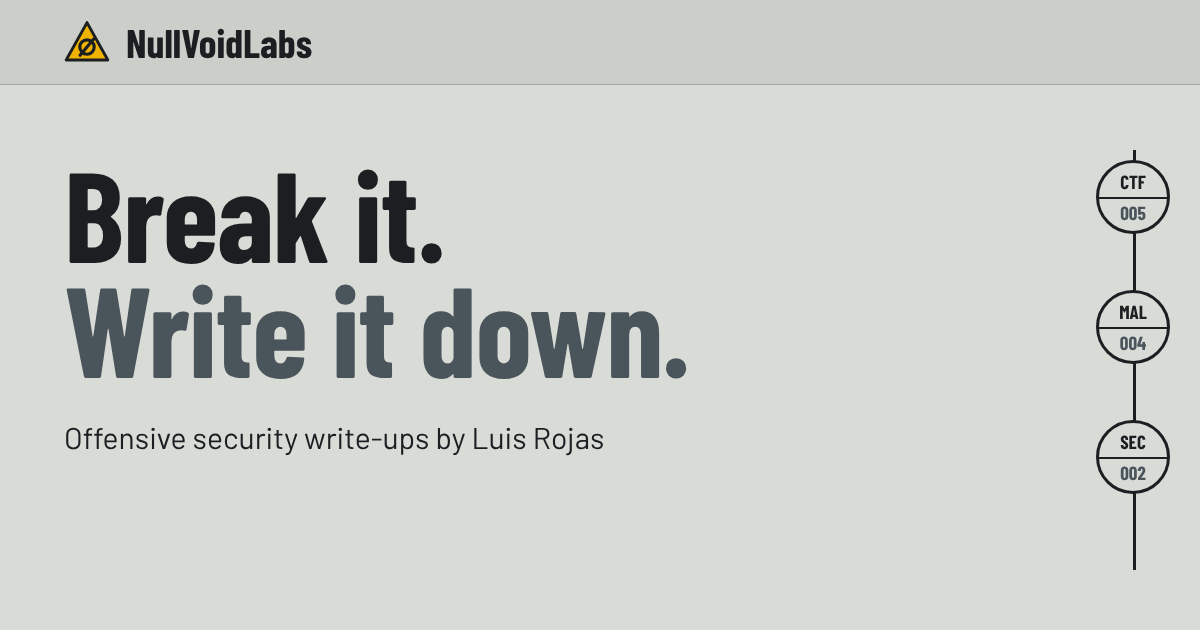 NullVoidLabs
Break it.
Write it down.
Offensive security write-ups by Luis Rojas
CTF
005
MAL
004
SEC
002